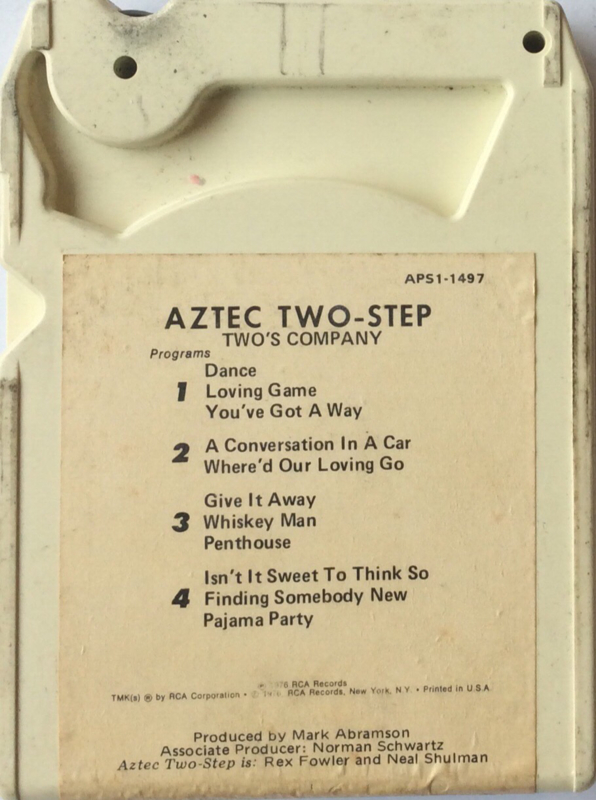 APS1-1497
AZTEC TWO-STEP
TWO'S COMPANY
Programs
Dance
1 Loving Game
You've Got A Way
A Conversation In A Car
2
Where'd Our Loving Go
Give It Away
3 Whiskey Man
Penthouse
Isn't It Sweet To Think So
4 Finding Somebody New
Pajama Party
RCA Records
TMK(s) ® by RCA Corporation • © RCA Records, New York, N.Y. • Printed in U.S.A.
Produced by Mark Abramson
Associate Producer: Norman Schwartz
Aztec Two-Step is: Rex Fowler and Neal Shulman